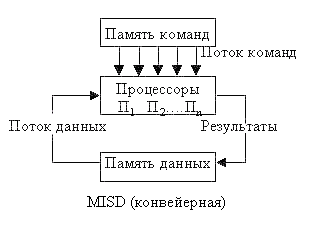 Память команд
Поток команд
Процессоры
П1 П2....Пn
Поток данных
Результаты
Память данных
MISD (конвейерная)